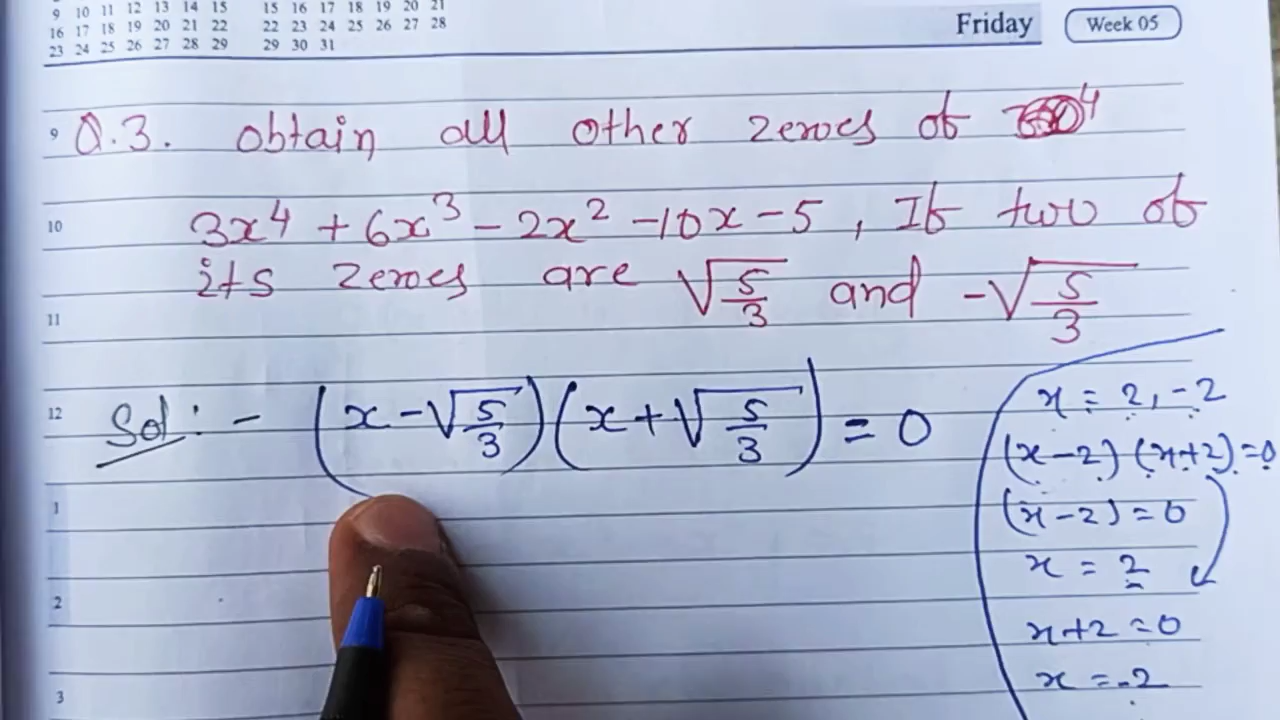 9 10 11 12 13 14 15 15 16 17 18 19 20 21
16 17 18 19 20 21 22 22 23 24 25 26 27 28
23 24 25 26 27 28 29 29 30 31
Friday Week 05
9 Q.3. obtain all other zeroes of 4
10 3x⁴ + 6x³ - 2x² - 10x - 5, If two of
its zeroes are √5/3 and -√5/3
11
12 Sol:- (x - √5/3)(x + √5/3) = 0
x = 2, -2
(x-2) (x+2) = 0
1 (x-2) = 0
x = 2
2 x+2 = 0
3 x = -2